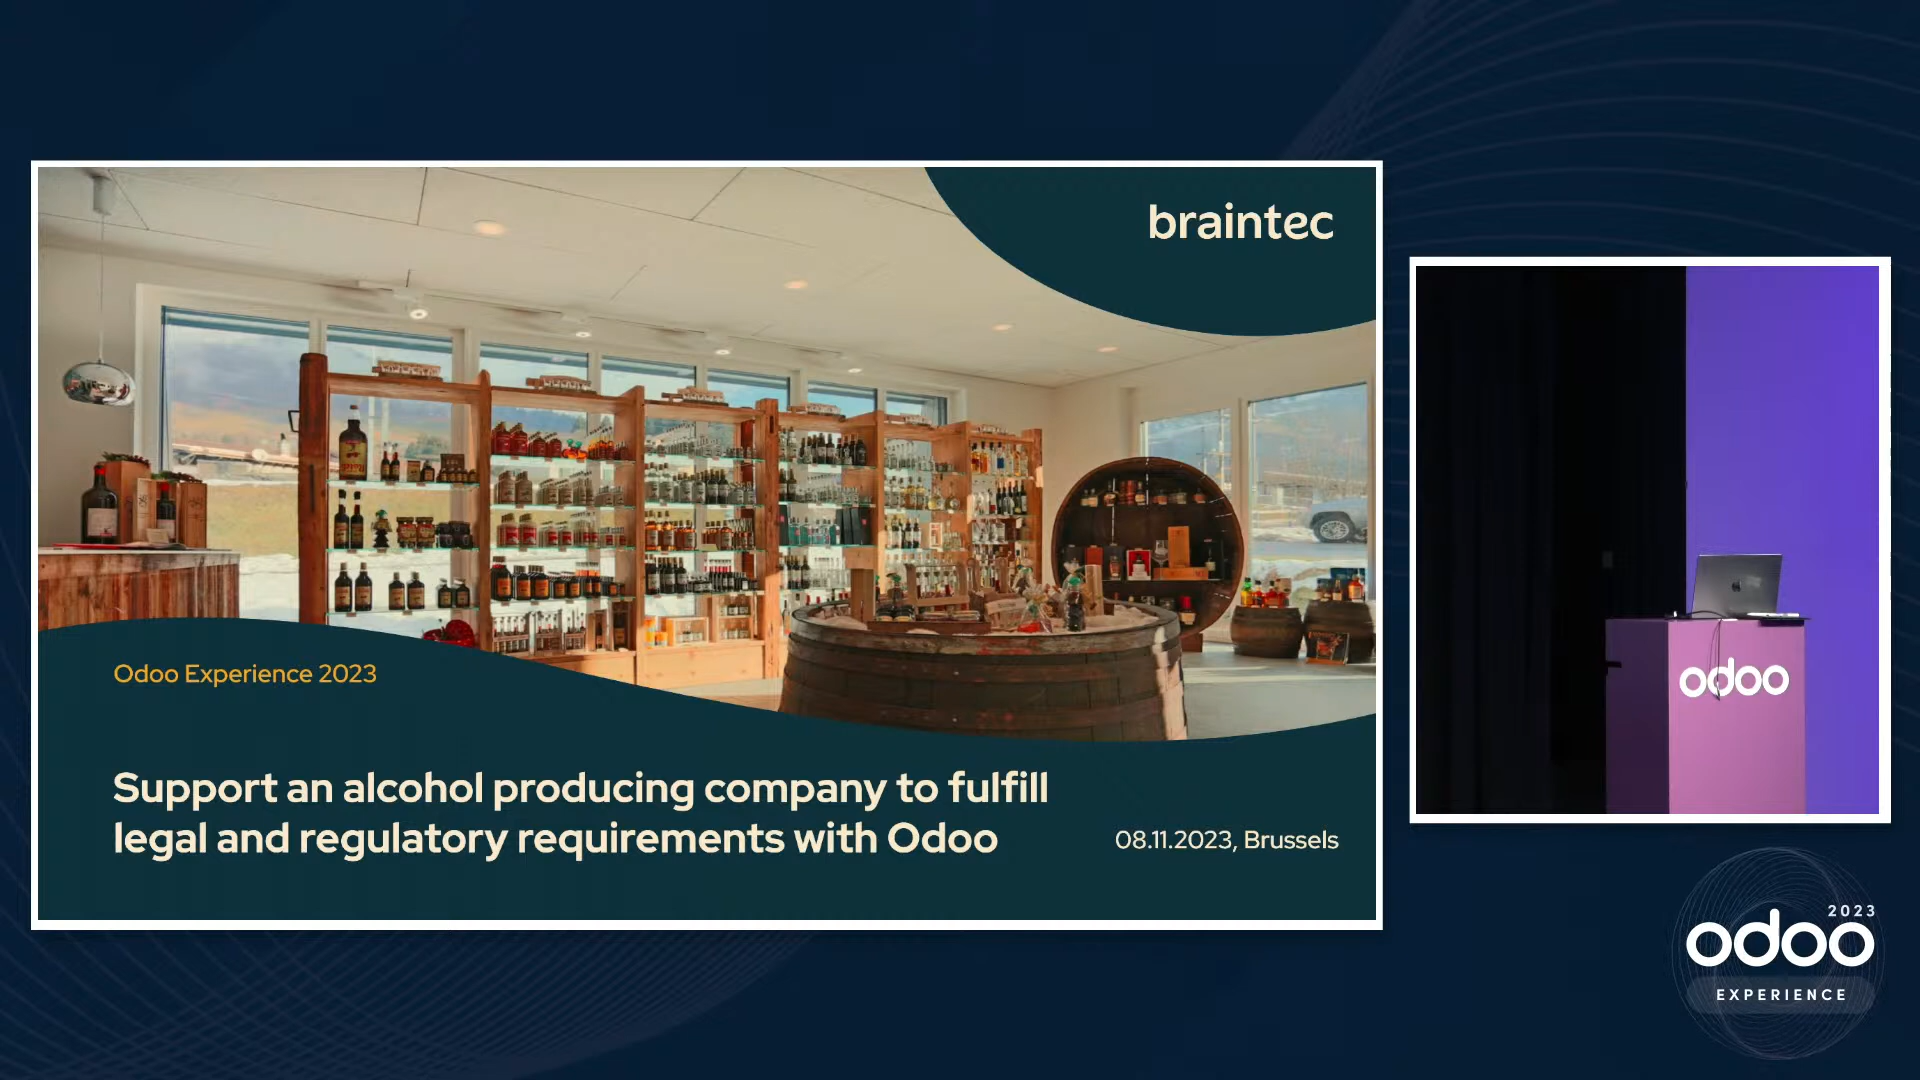 braintec
Odoo Experience 2023
Support an alcohol producing company to fulfill
legal and regulatory requirements with Odoo
08.11.2023, Brussels
odoo
2023
odoo
EXPERIENCE